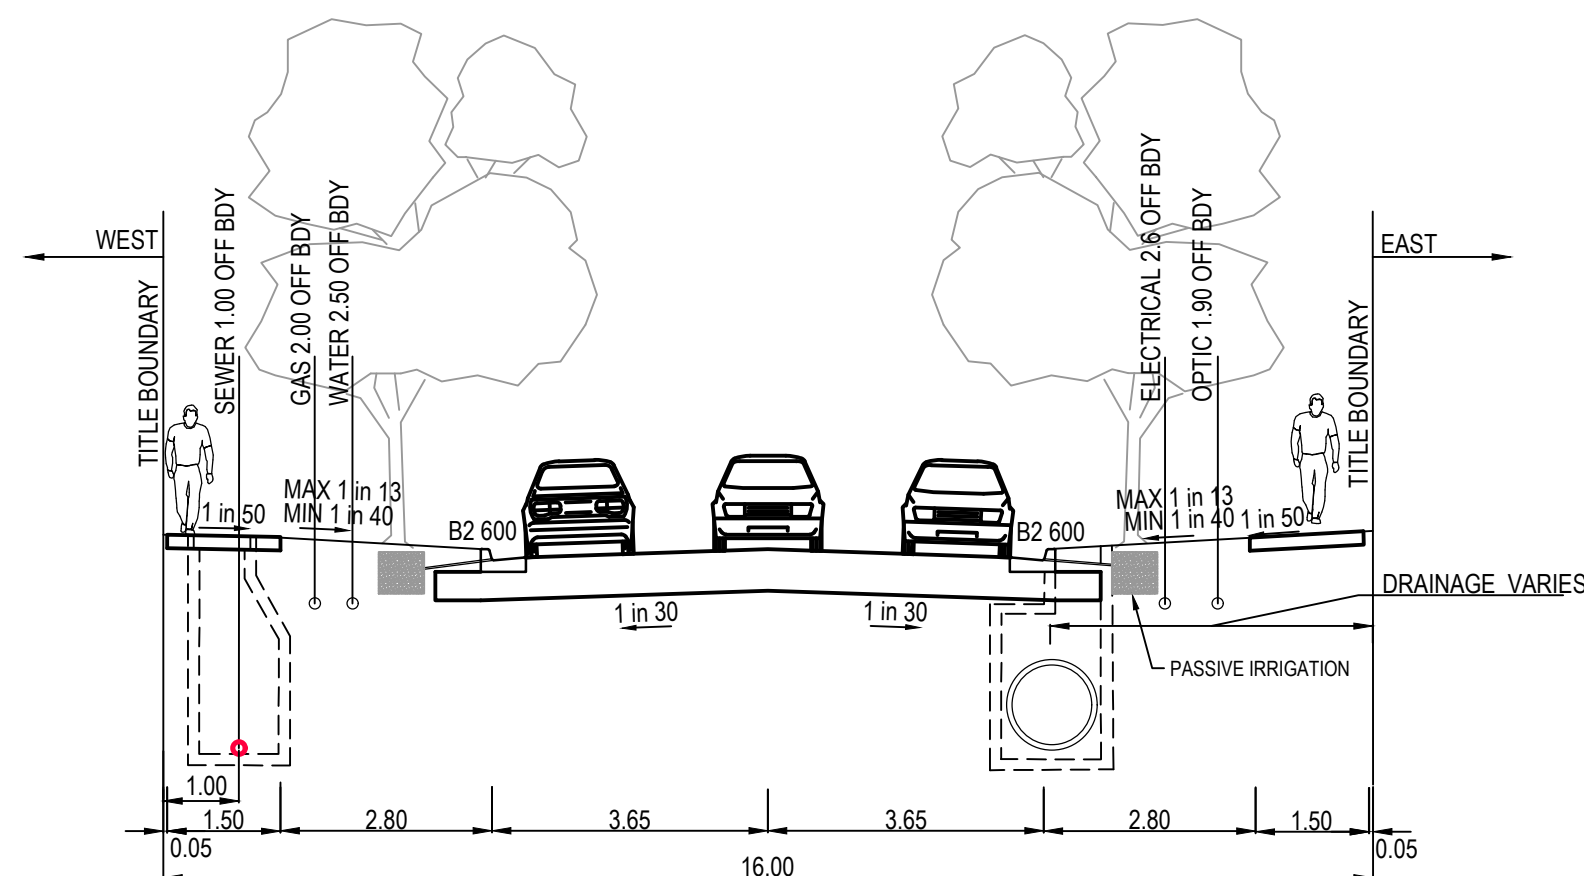 WEST
EAST
TITLE BOUNDARY
SEWER 1.00 OFF BDY
GAS 2.00 OFF BDY
WATER 2.50 OFF BDY
ELECTRICAL 2.6 OFF BDY
OPTIC 1.90 OFF BDY
TITLE BOUNDARY
1 in 50
MAX 1 in 13
MIN 1 in 40
B2 600
B2 600
MAX 1 in 13
MIN 1 in 40
1 in 50
DRAINAGE VARIES
1 in 30
1 in 30
PASSIVE IRRIGATION
1.00
1.50
2.80
3.65
3.65
2.80
1.50
0.05
0.05
16.00